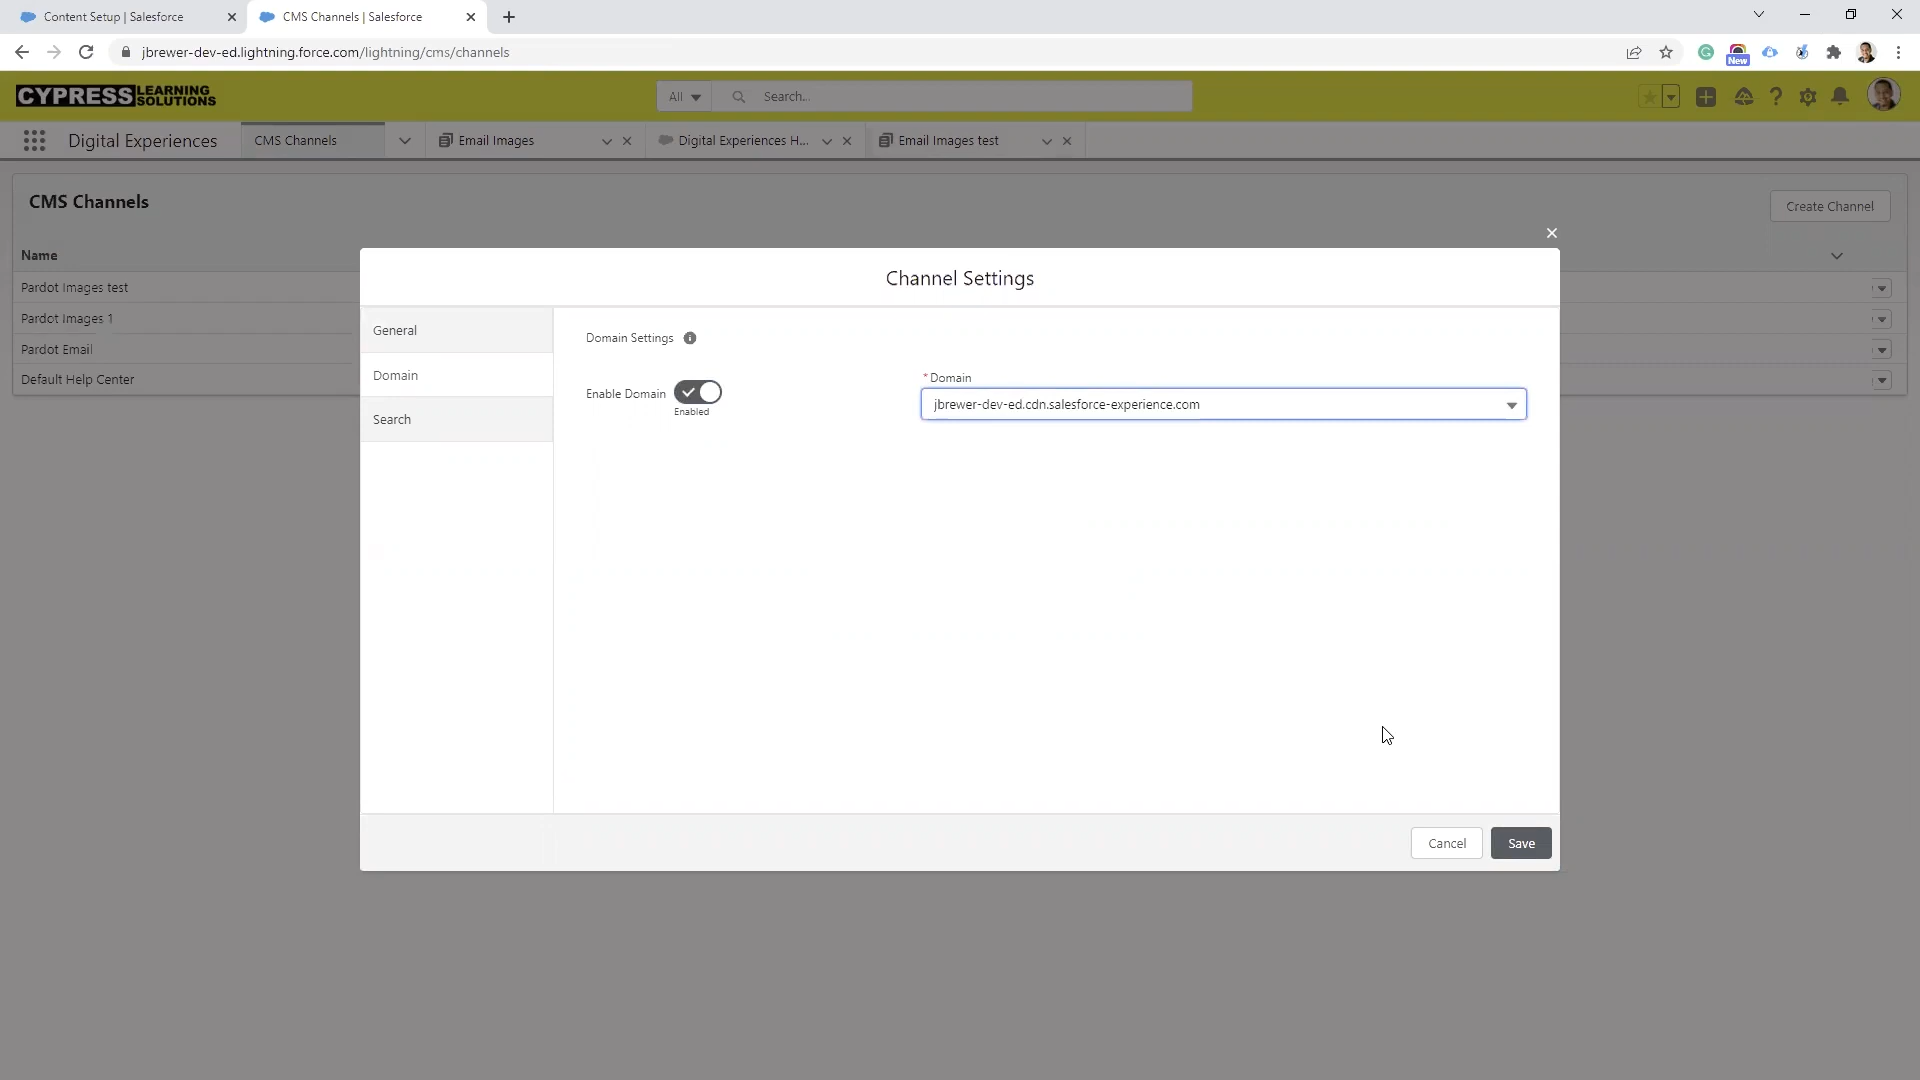 Content Setup | Salesforce
CMS Channels | Salesforce
jbrewer-dev-ed.lightning.force.com/lightning/cms/channels
New
CYPRESS LEARNING SOLUTIONS
All
Search...
Digital Experiences
CMS Channels
Email Images
Digital Experiences H...
Email Images test
CMS Channels
Create Channel
Name
Pardot Images test
Pardot Images 1
Pardot Email
Default Help Center
Channel Settings
General
Domain
Search
Domain Settings
Enable Domain
Enabled
*Domain
jbrewer-dev-ed.cdn.salesforce-experience.com
Cancel
Save